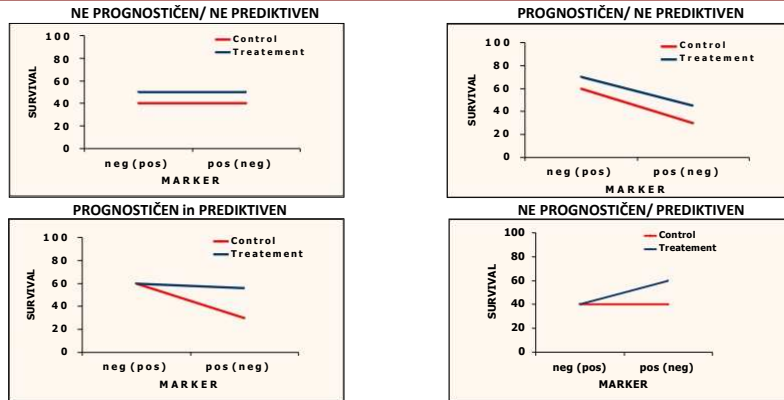 NE PROGNOSTIČEN/ NE PREDIKTIVEN
100
80
60
40
20
0
SURVIVAL
Control
Treatement
neg (pos) pos (neg)
MARKER
PROGNOSTIČEN/ NE PREDIKTIVEN
100
80
60
40
20
0
SURVIVAL
Control
Treatement
neg (pos) pos (neg)
MARKER
PROGNOSTIČEN in PREDIKTIVEN
100
80
60
40
20
0
SURVIVAL
Control
Treatement
neg (pos) pos (neg)
MARKER
NE PROGNOSTIČEN/ PREDIKTIVEN
100
80
60
40
20
0
SURVIVAL
Control
Treatement
neg (pos) pos (neg)
MARKER